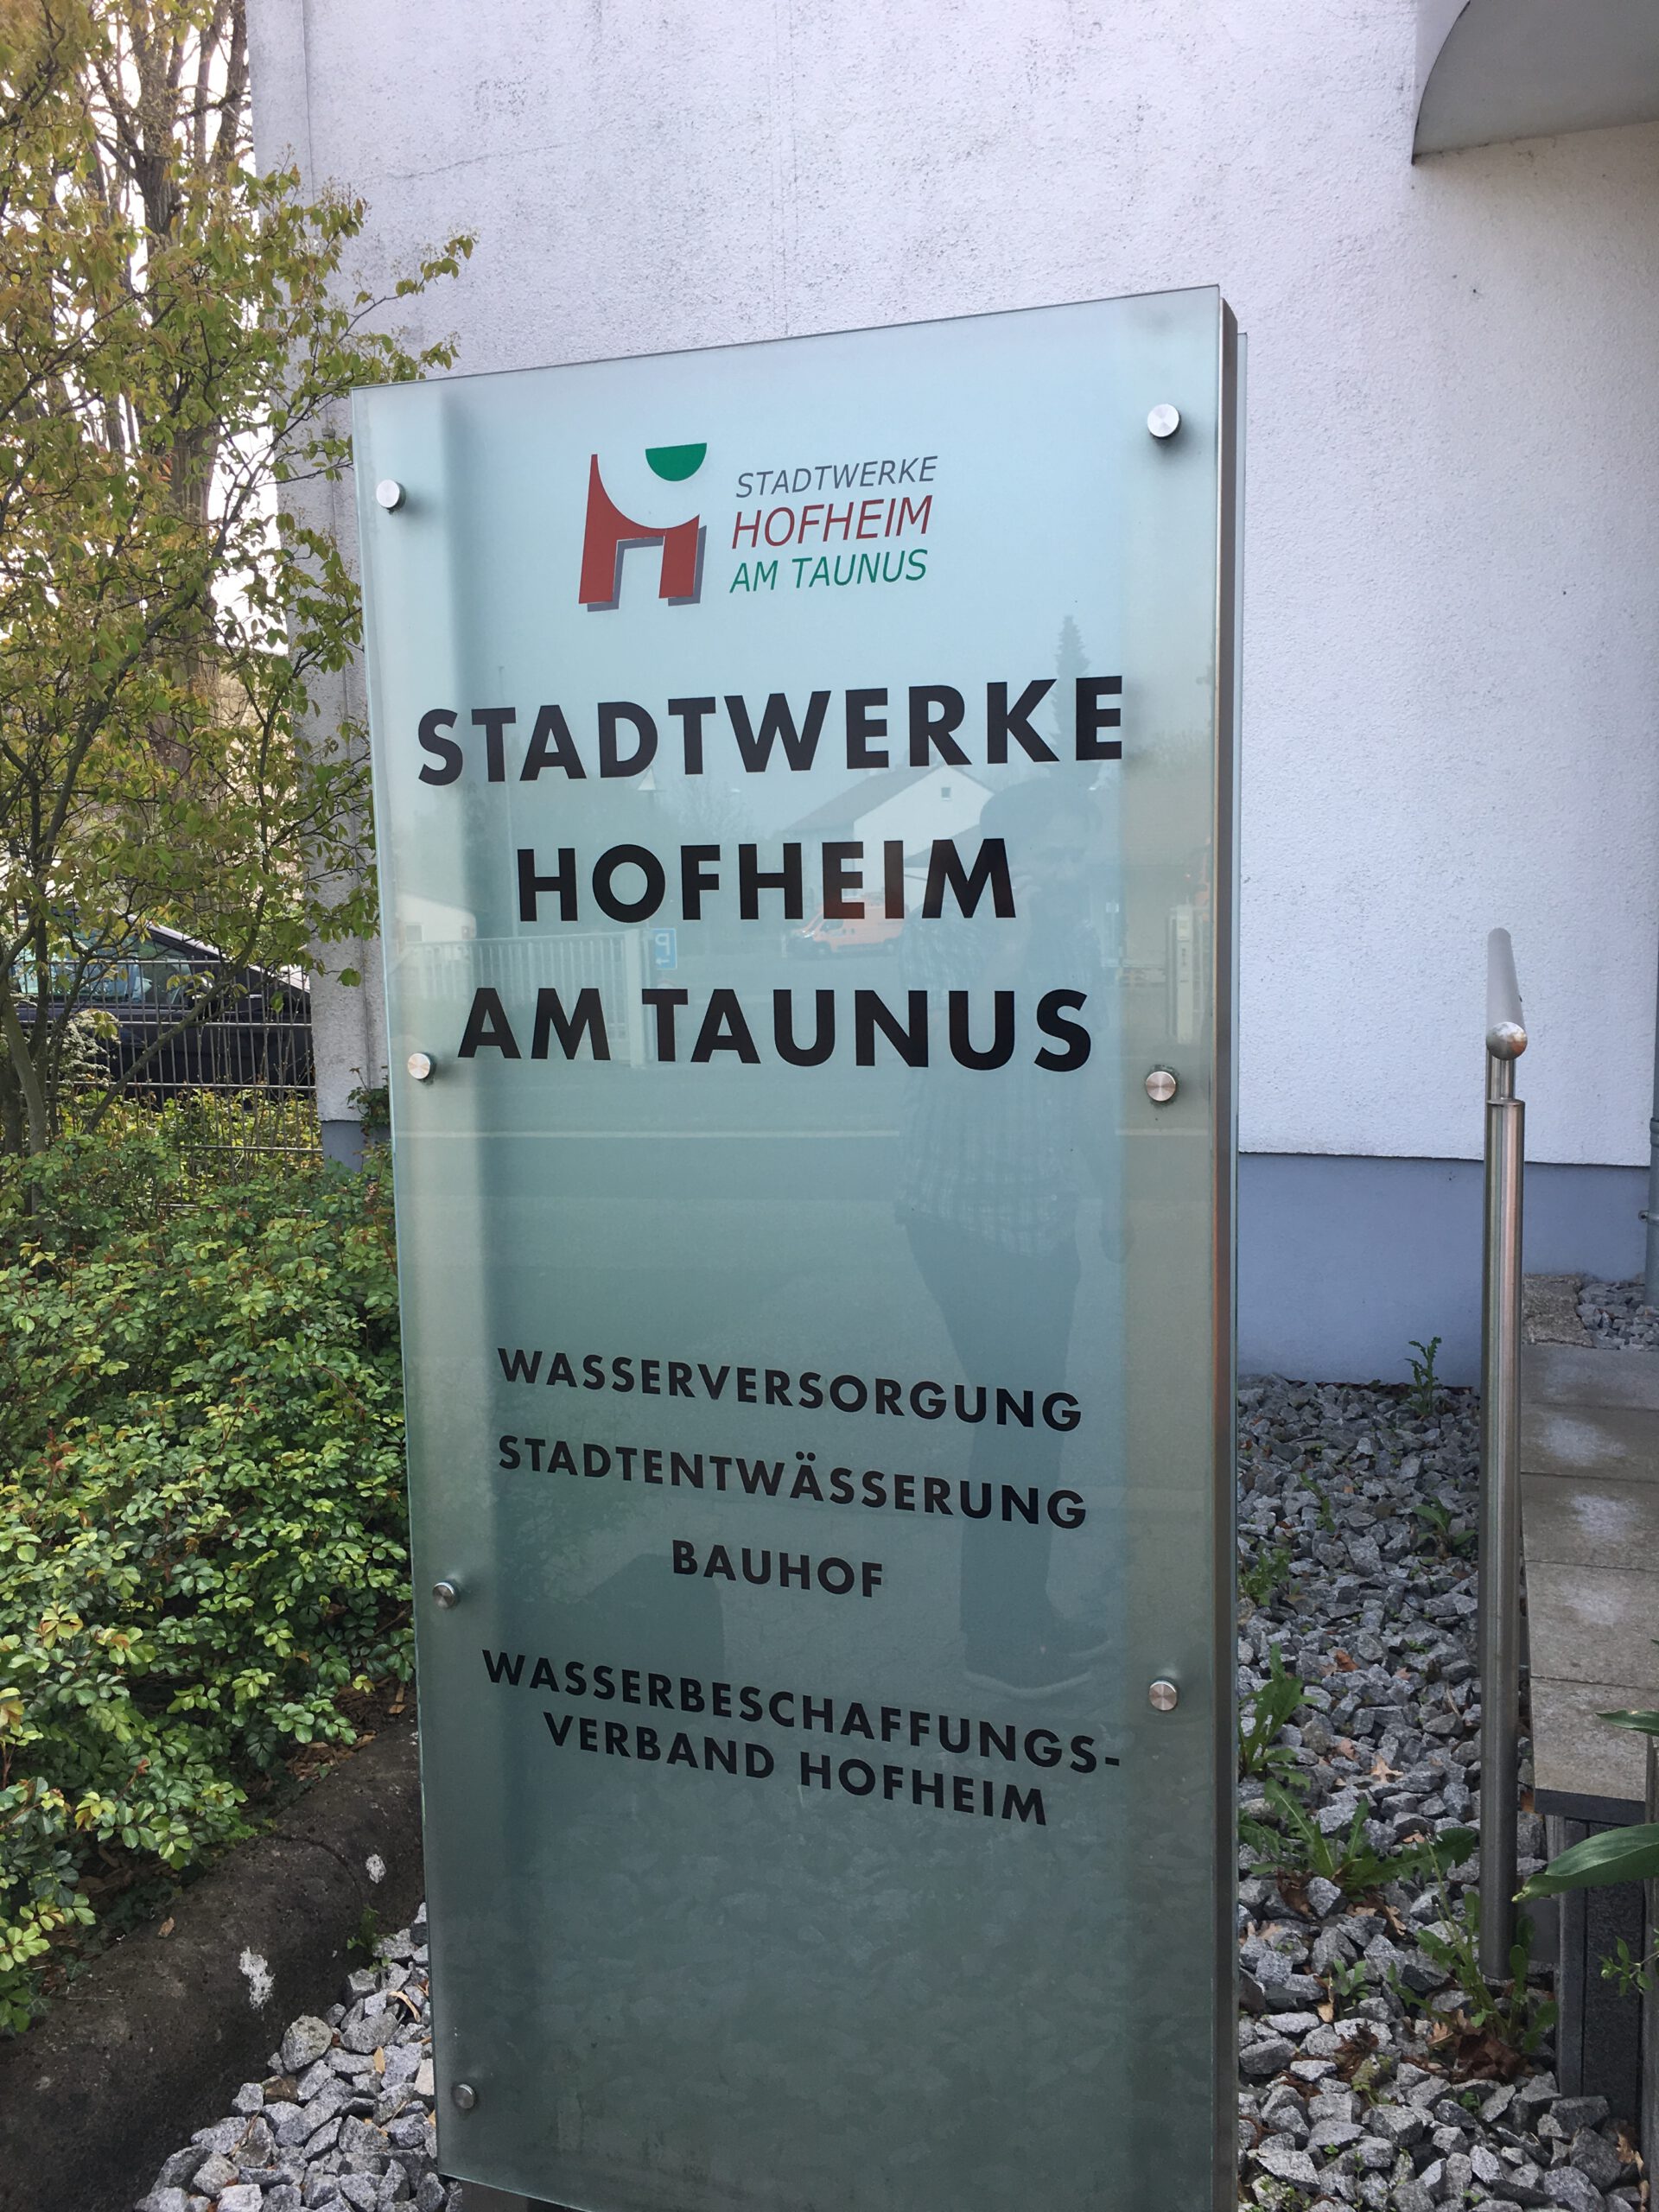 STADTWERKE
HOFHEIM
AM TAUNUS
STADTWERKE
HOFHEIM
AM TAUNUS
P
WASSERVERSORGUNG
STADTENTWÄSSERUNG
BAUHOF
WASSERBESCHAFFUNGS-
VERBAND HOFHEIM